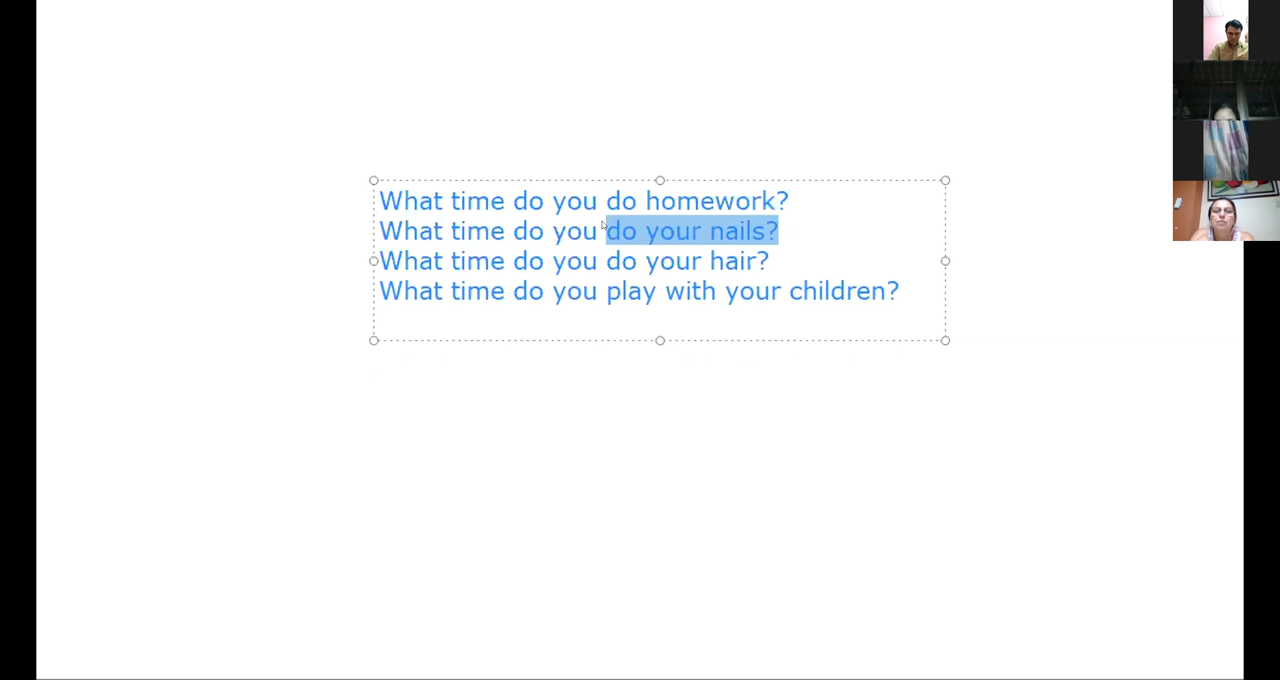 What time do you do homework?
What time do you do your nails?
What time do you do your hair?
What time do you play with your children?